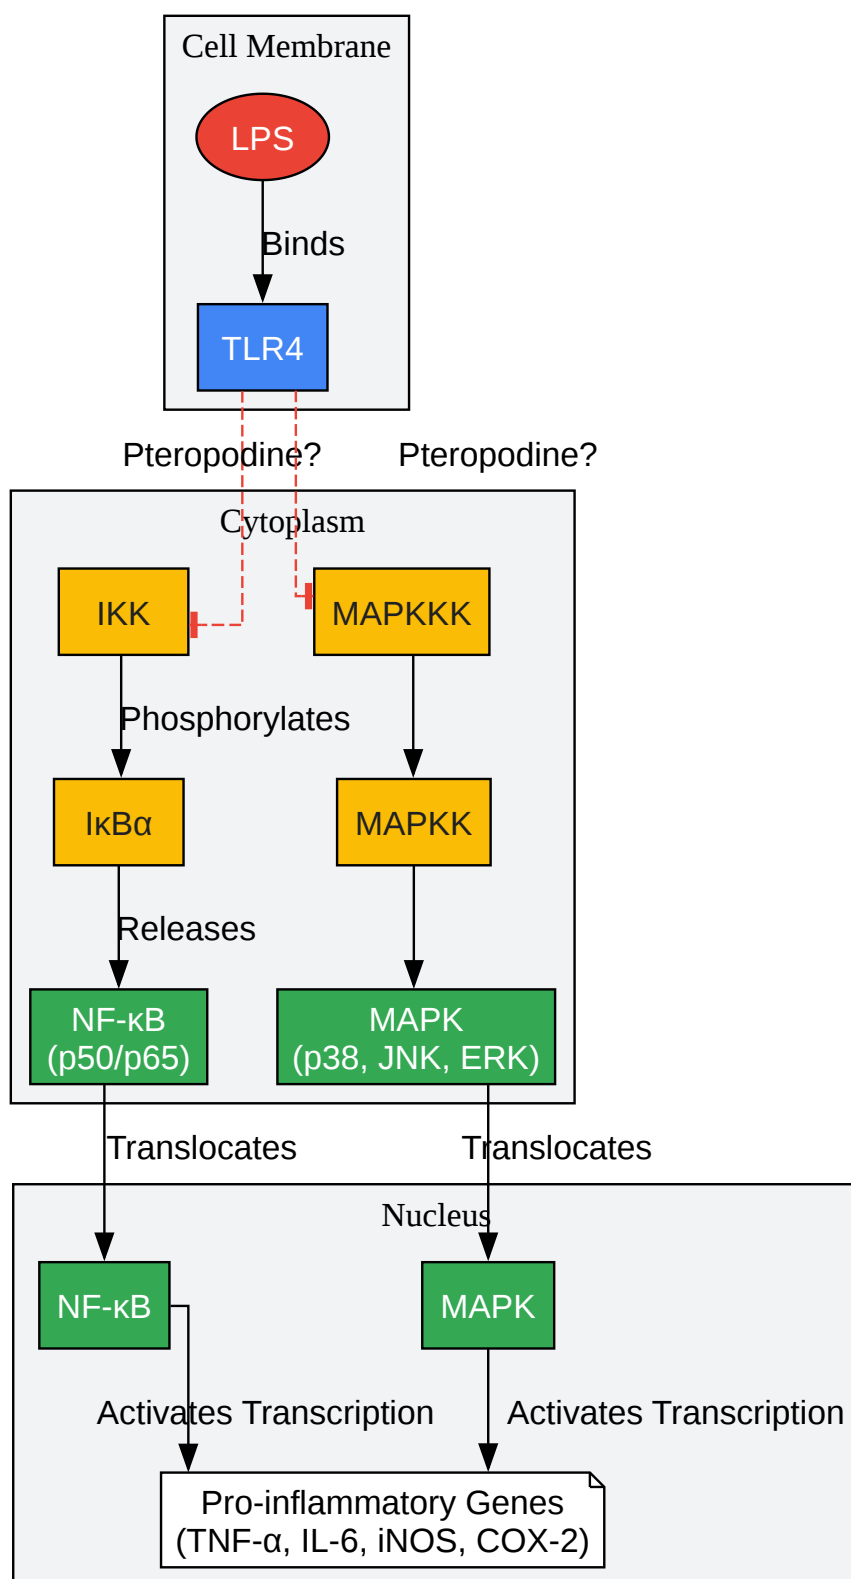 Cell Membrane
LPS
Binds
TLR4
Pteropodine?
Pteropodine?
Cytoplasm
IKK
MAPKKK
Phosphorylates
IκBα
MAPKK
Releases
NF-κB
(p50/p65)
MAPK
(p38, JNK, ERK)
Translocates
Translocates
Nucleus
NF-κB
MAPK
Activates Transcription
Activates Transcription
Pro-inflammatory Genes
(TNF-α, IL-6, iNOS, COX-2)